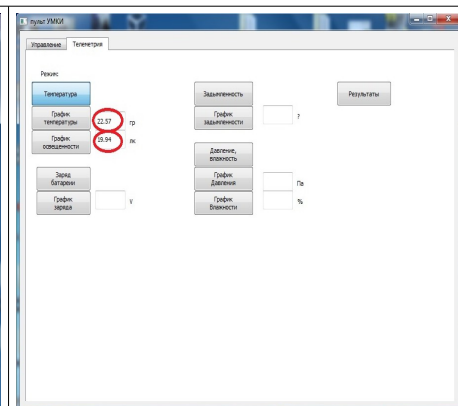 пульт УМКИ
Управление Телеметрия
Режим:
Температура
График температуры 22.57 гр
График освещенности 19.94 лк
Заряд батареи
График заряда V
Задымленность
График задымленности ?
Давление, влажность
График Давления Па
График Влажности %
Результаты